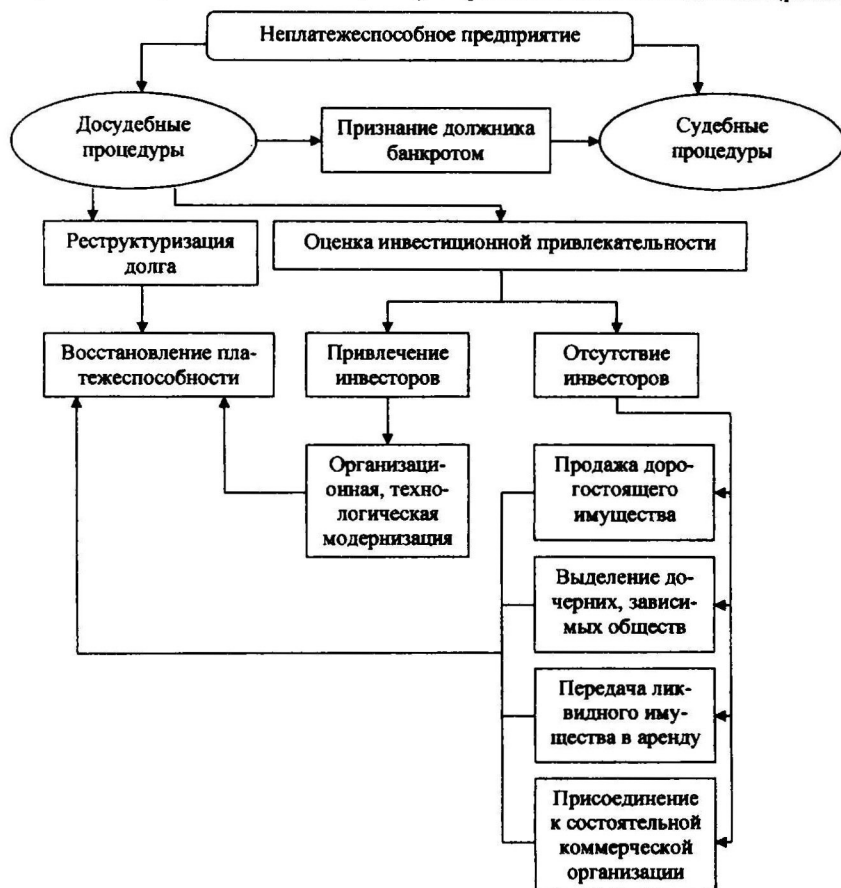 Неплатежеспособное предприятие
Досудебные
процедуры
Признание должника
банкротом
Судебные
процедуры
Реструктуризация
долга
Оценка инвестиционной привлекательности
Восстановление пла-
тежеспособности
Привлечение
инвесторов
Отсутствие
инвесторов
Организаци-
онная, техно-
логическая
модернизация
Продажа доро-
гостоящего
имущества
Выделение до-
черних, зависи-
мых обществ
Передача лик-
видного иму-
щества в аренду
Присоединение
к состоятельной
коммерческой
организации